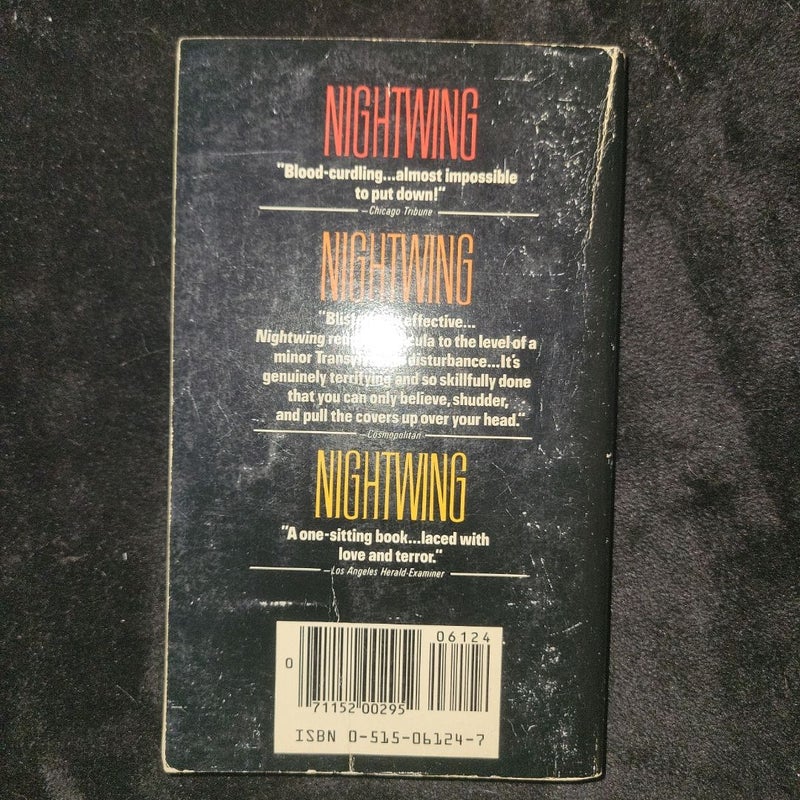 NIGHTWING
"Blood-curdling...almost impossible
to put down!"
—Chicago Tribune
NIGHTWING
effective...
Nightwing to the level of a
minor disturbance...It's
genuinely terrifying and so skillfully done
that you can only believe, shudder,
and pull the covers up over your head."
—Cosmopolitan
NIGHTWING
"A one-sitting book...laced with
love and terror."
—Los Angeles Herald-Examiner
06124
0
71152 00295
ISBN 0-515-06124-7